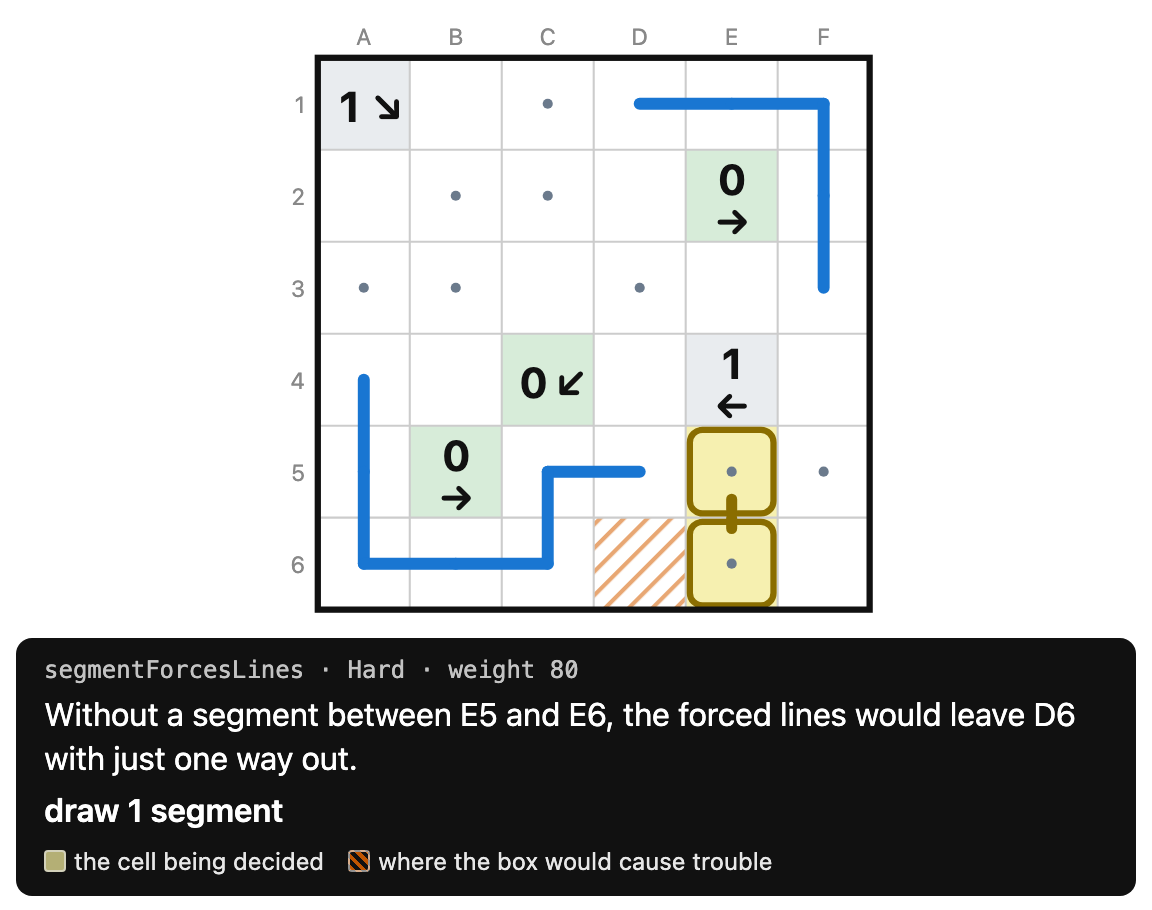 A B C D E F
1 1 ↘
2 0 →
3
4 0 ↙ 1 ←
5 0 →
6
segmentForcesLines · Hard · weight 80
Without a segment between E5 and E6, the forced lines would leave D6
with just one way out.
draw 1 segment
the cell being decided where the box would cause trouble